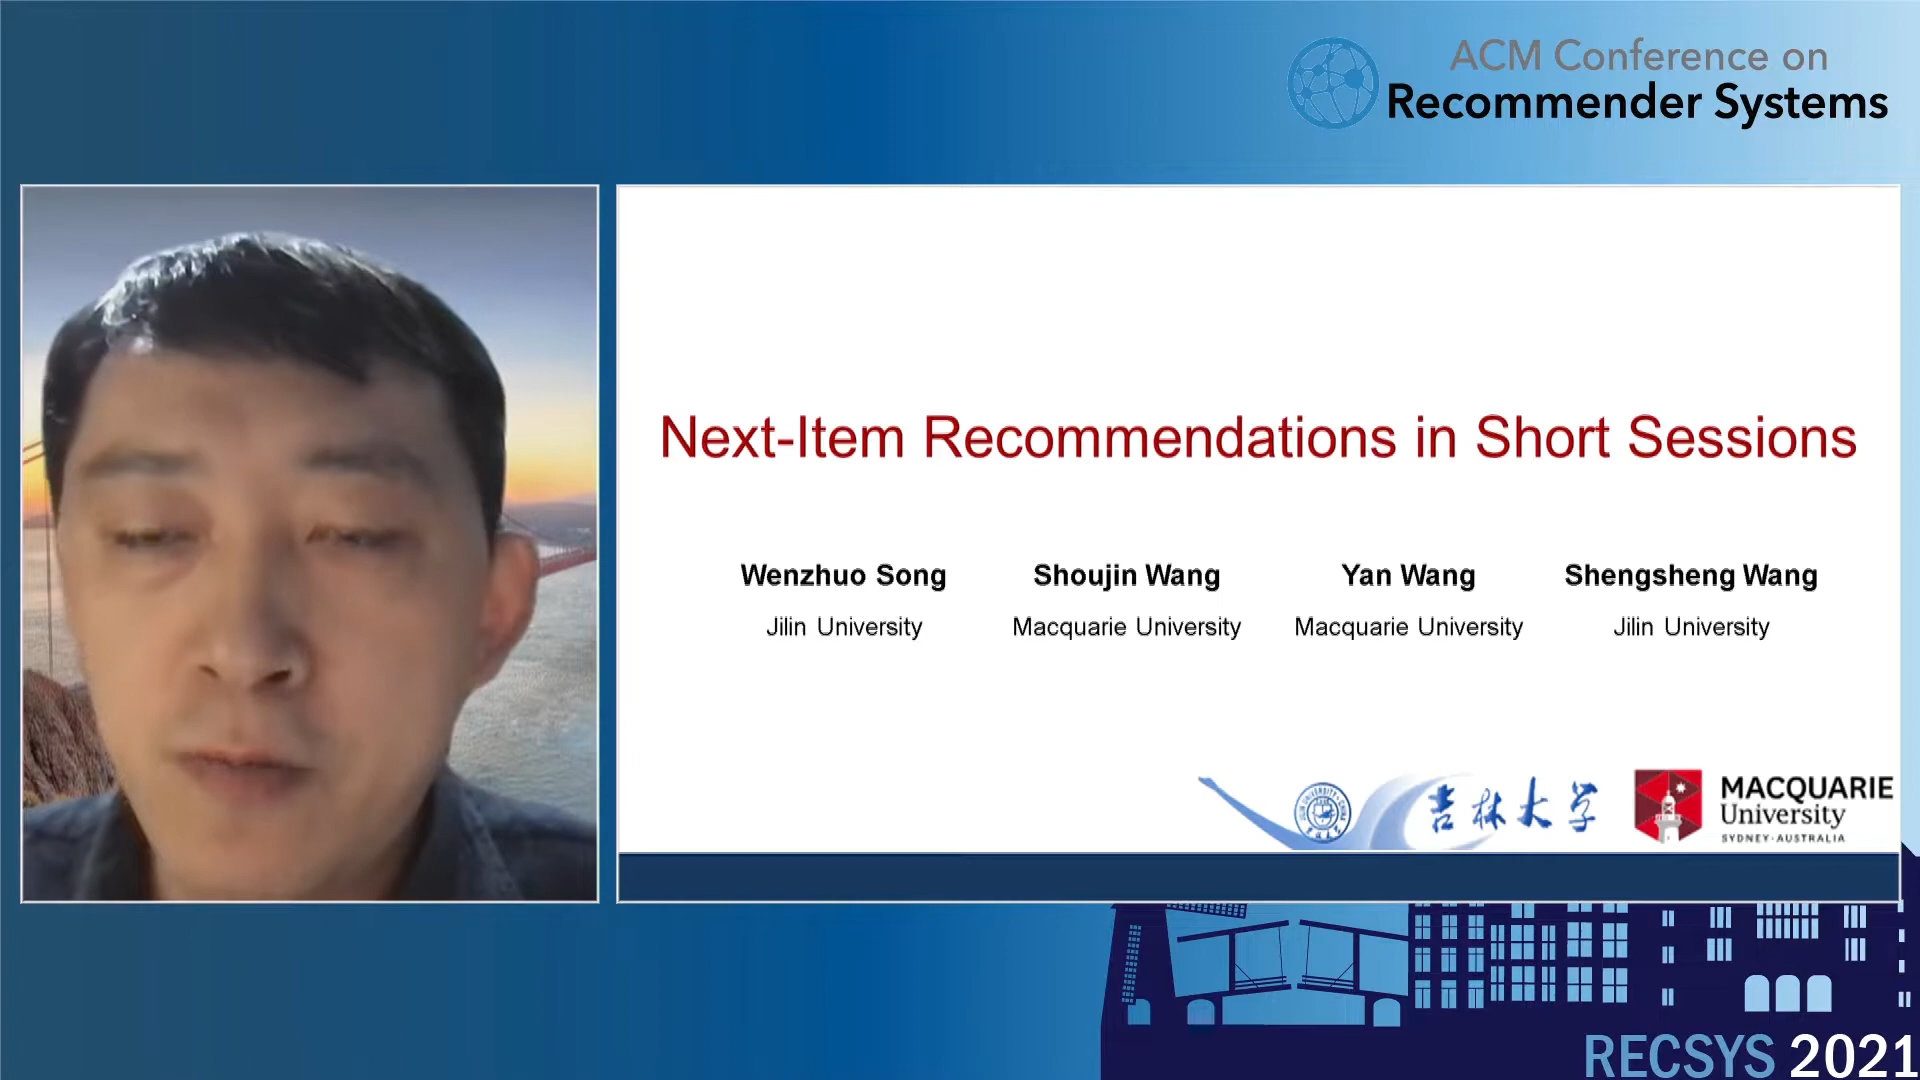 ACM Conference on
Recommender Systems
Next-Item Recommendations in Short Sessions
Wenzhuo Song Shoujin Wang Yan Wang Shengsheng Wang
Jilin University Macquarie University Macquarie University Jilin University
吉林大学
MACQUARIE
University
SYDNEY·AUSTRALIA
RECSYS 2021